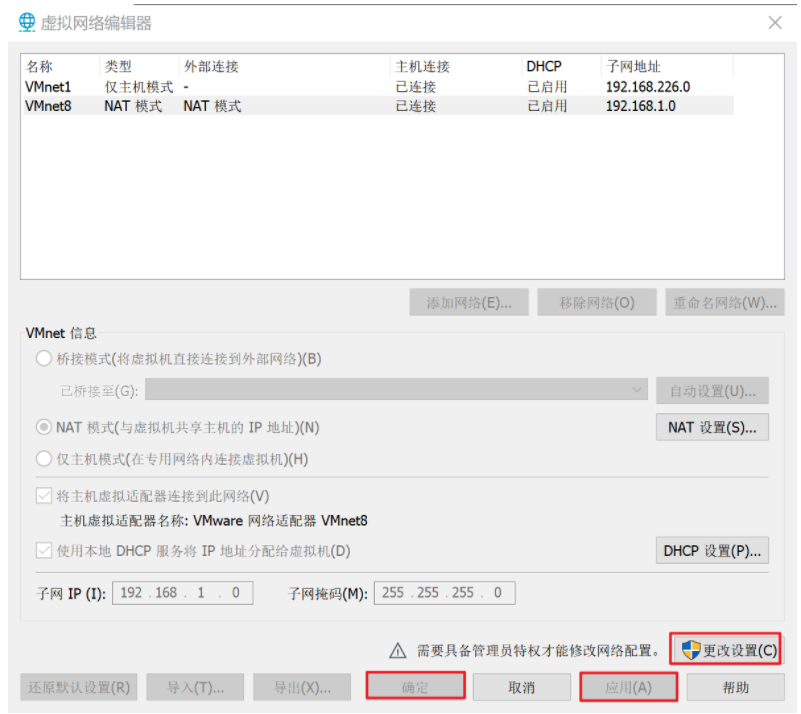 虚拟网络编辑器
名称 类型 外部连接 主机连接 DHCP 子网地址
VMnet1 仅主机模式 - 已连接 已启用 192.168.226.0
VMnet8 NAT 模式 NAT 模式 已连接 已启用 192.168.1.0
添加网络(E)... 移除网络(O) 重命名网络(W)...
VMnet 信息
桥接模式(将虚拟机直接连接到外部网络)(B)
已桥接至(G): 自动设置(U)...
NAT 模式(与虚拟机共享主机的 IP 地址)(N) NAT 设置(S)...
仅主机模式(在专用网络内连接虚拟机)(H)
将主机虚拟适配器连接到此网络(V)
主机虚拟适配器名称: VMware 网络适配器 VMnet8
使用本地 DHCP 服务将 IP 地址分配给虚拟机(D) DHCP 设置(P)...
子网 IP (I): 192 . 168 . 1 . 0 子网掩码(M): 255 . 255 . 255 . 0
需要具备管理员特权才能修改网络配置。 更改设置(C)
还原默认设置(R) 导入(T)... 导出(X)... 确定 取消 应用(A) 帮助